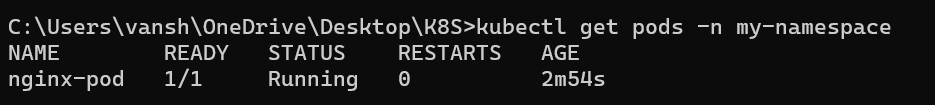 C:\Users\vansh\OneDrive\Desktop\K8S>kubectl get pods -n my-namespace
NAME        READY   STATUS    RESTARTS   AGE
nginx-pod   1/1     Running   0          2m54s